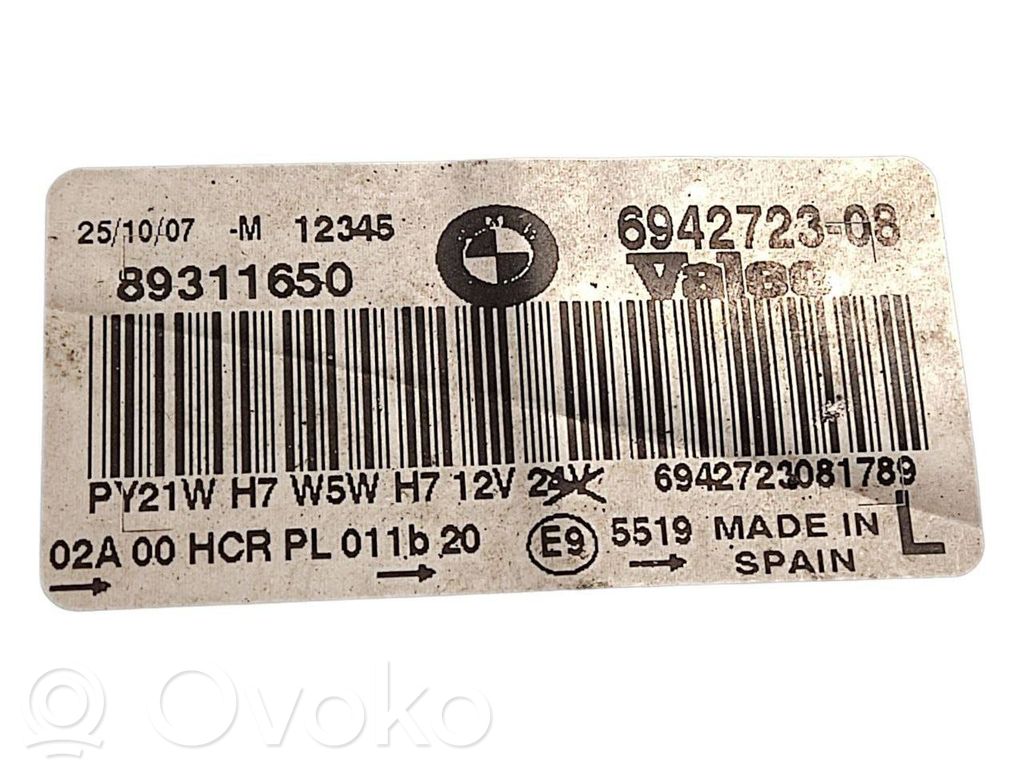 25/10/07 -M 12345
6942723-08
89311650
Valeo
PY21W H7 W5W H7 12V 24V 6942723081789
02A 00 HCR PL 011b 20 E9 5519 MADE IN SPAIN L
Ovoko